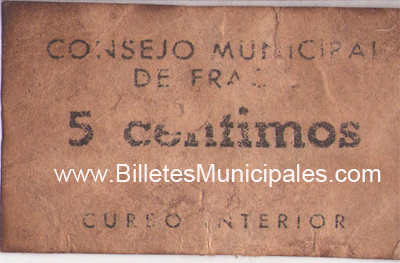 CONSEJO MUNICIPAL
DE
5 centimos
www.BilletesMunicipales.com
CURSO INTERIOR